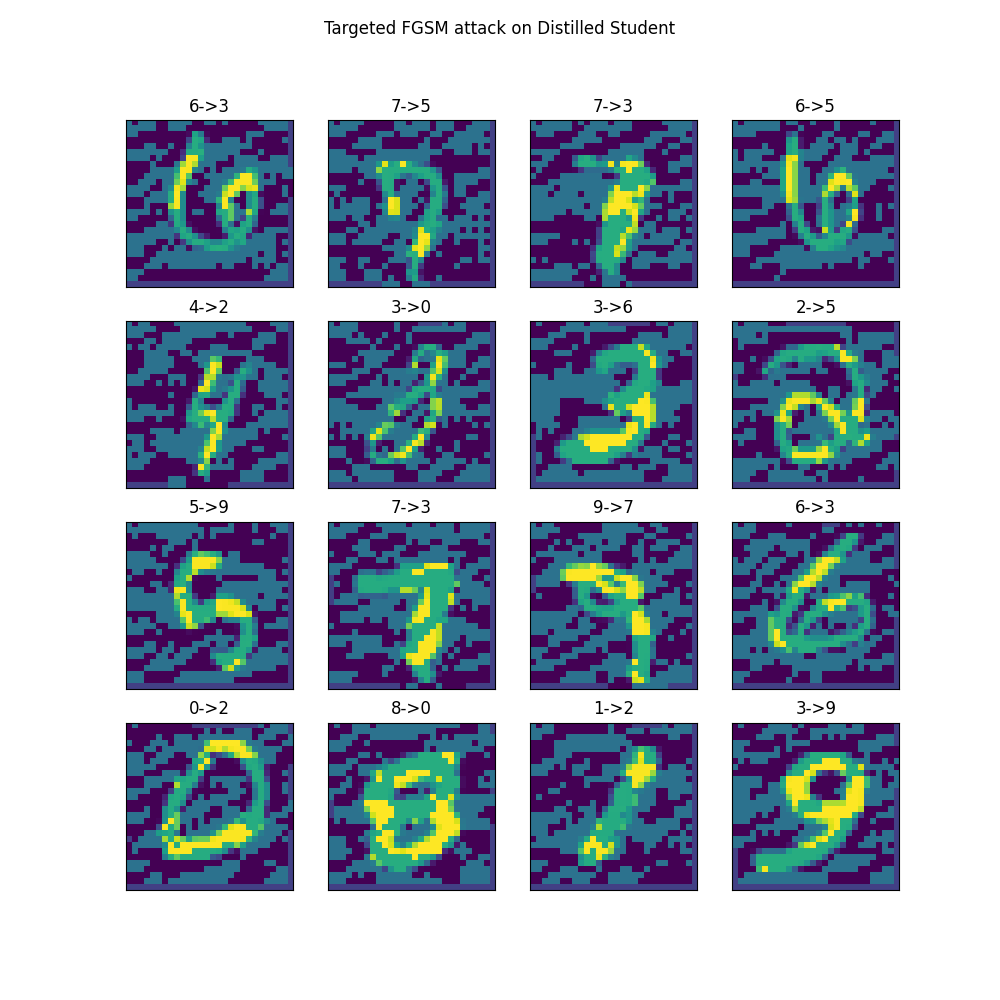 Targeted FGSM attack on Distilled Student
6->3 7->5 7->3 6->5
4->2 3->0 3->6 2->5
5->9 7->3 9->7 6->3
0->2 8->0 1->2 3->9